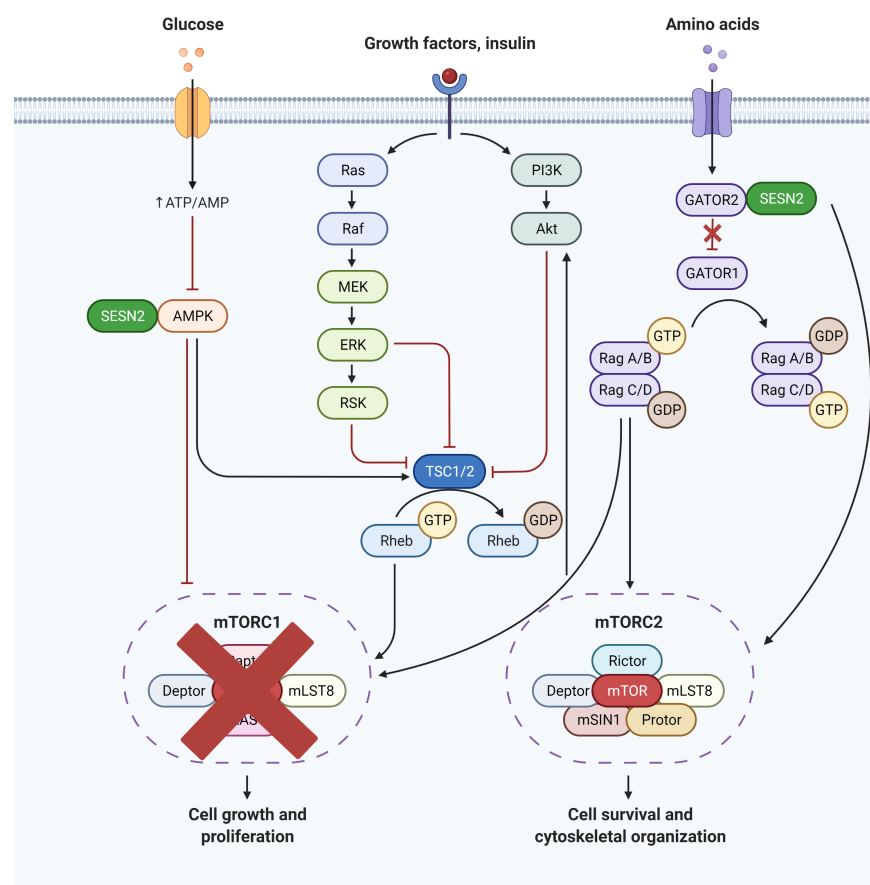 Glucose
Growth factors, insulin
Amino acids
↑ATP/AMP
Ras
PI3K
GATOR2
SESN2
Raf
Akt
GATOR1
MEK
SESN2
AMPK
ERK
GTP
GDP
Rag A/B
Rag A/B
Rag C/D
Rag C/D
GDP
GTP
RSK
TSC1/2
GTP
GDP
Rheb
Rheb
mTORC1
mTORC2
Rictor
Deptor
mLST8
Deptor
mTOR
mLST8
mSIN1
Protor
Cell growth and
proliferation
Cell survival and
cytoskeletal organization